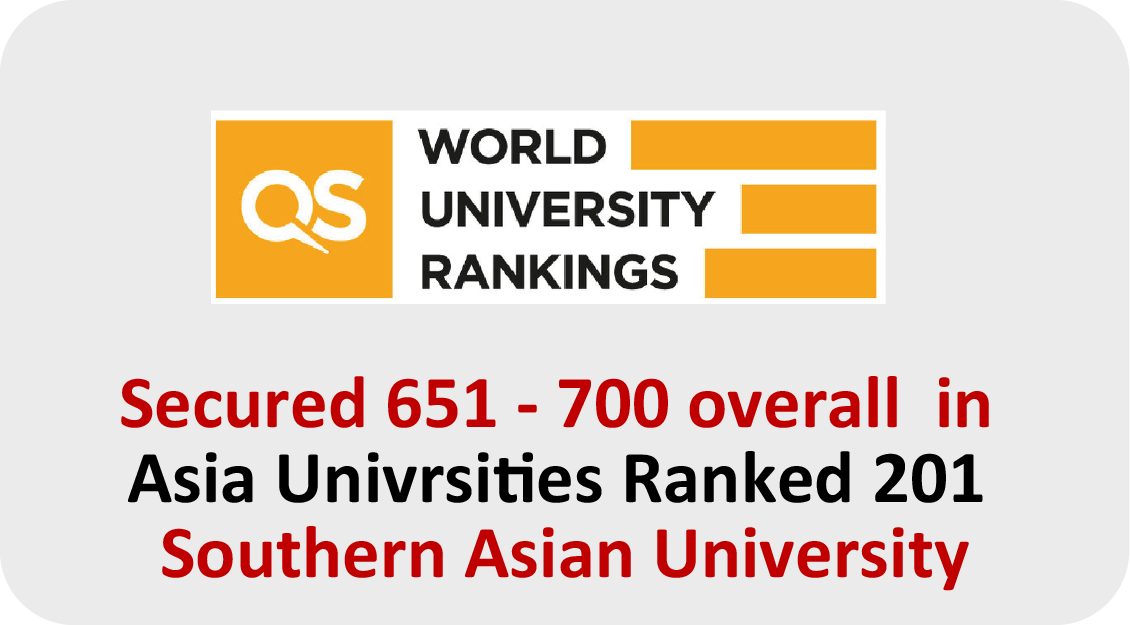 QS
WORLD
UNIVERSITY
RANKINGS
Secured 651 - 700 overall in
Asia Univrsities Ranked 201
Southern Asian University